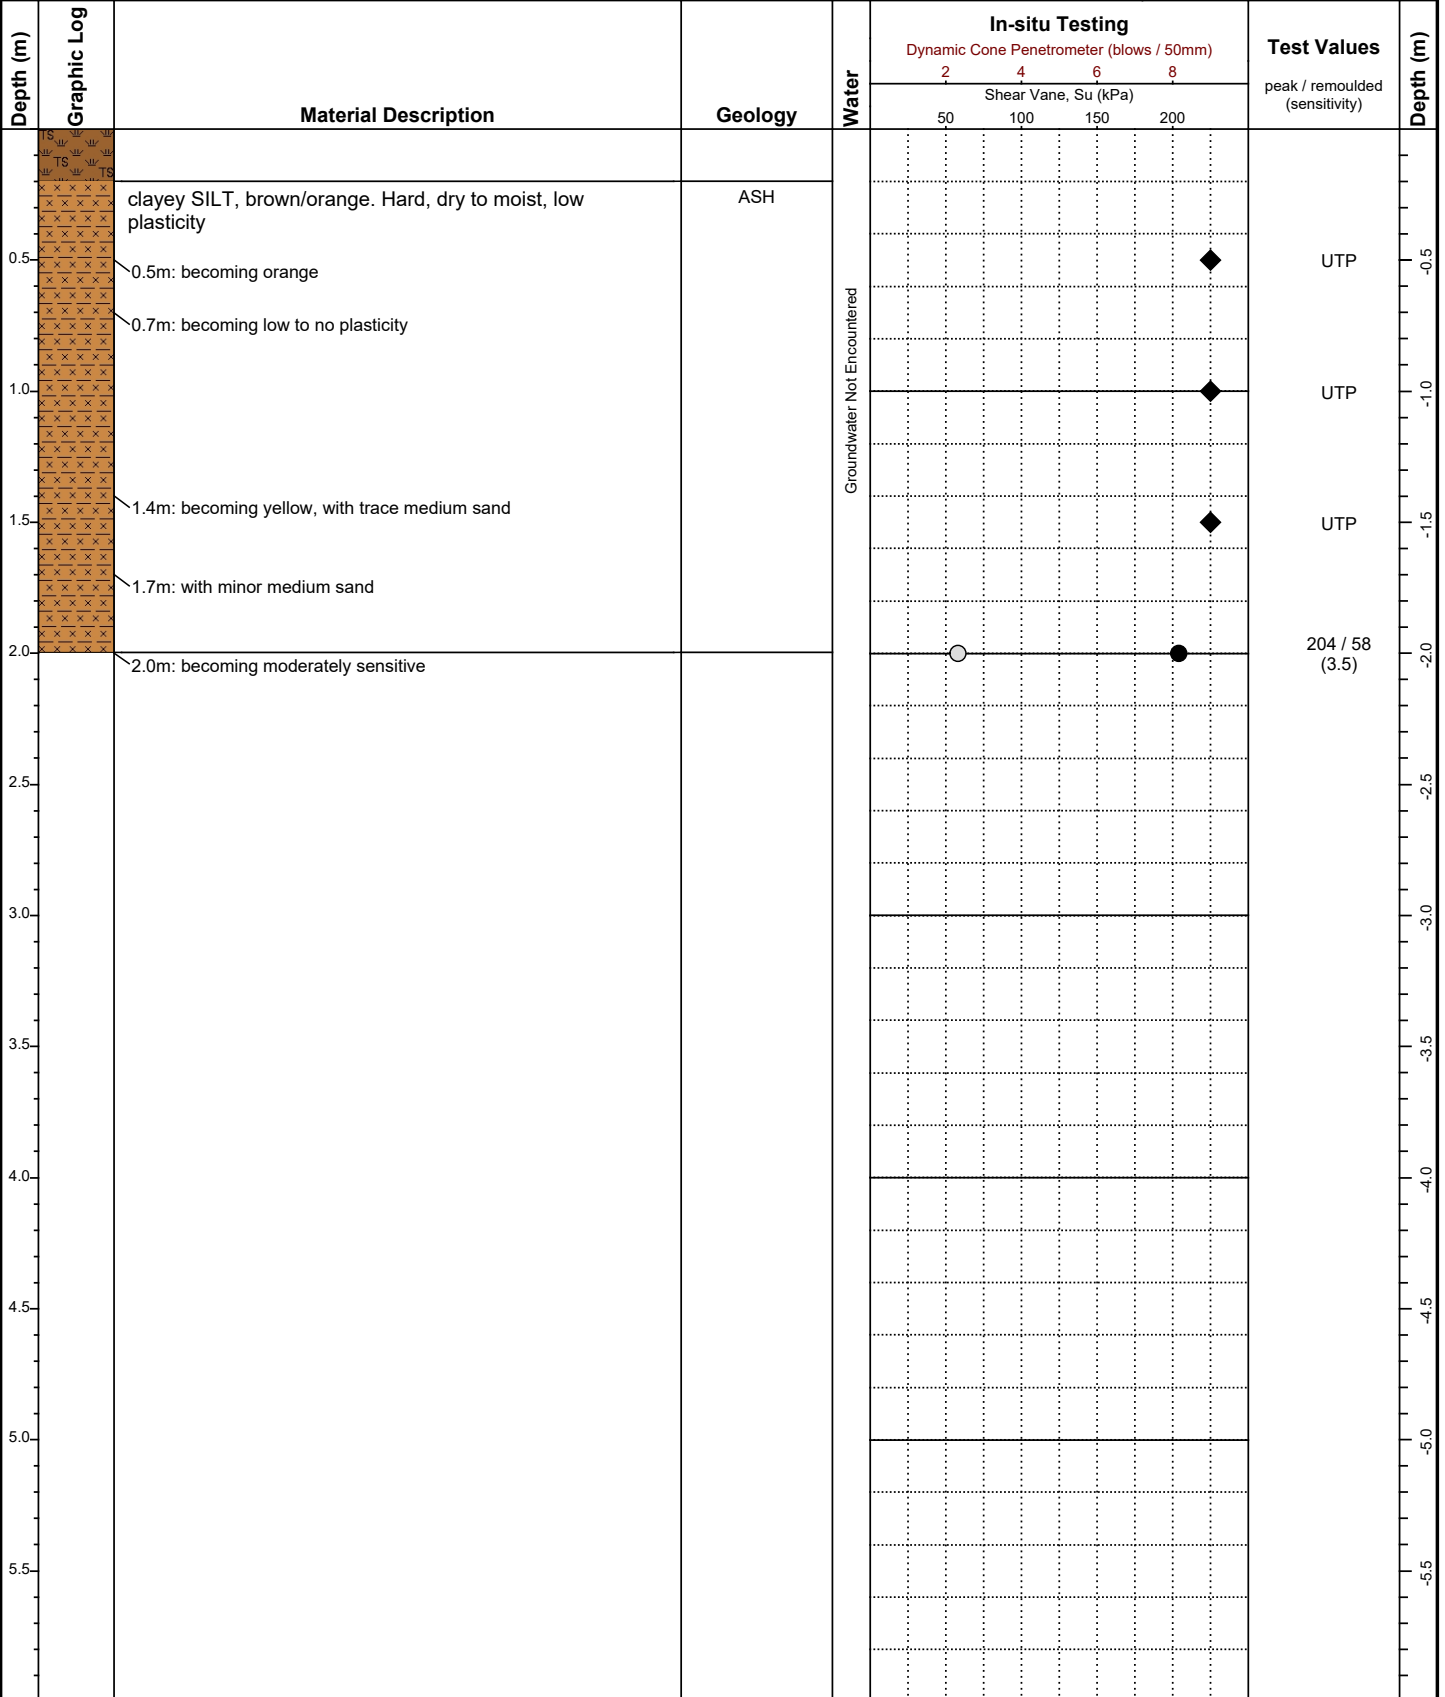 Depth (m)
Graphic Log
Material Description
Geology
Water
In-situ Testing
Dynamic Cone Penetrometer (blows / 50mm)
2 4 6 8
Shear Vane, Su (kPa)
50 100 150 200
Test Values
peak / remoulded
(sensitivity)
Depth (m)
TS
TS
TS
clayey SILT, brown/orange. Hard, dry to moist, low
plasticity
ASH
0.5
0.5m: becoming orange
UTP
-0.5
0.7m: becoming low to no plasticity
Groundwater Not Encountered
1.0
UTP
-1.0
1.4m: becoming yellow, with trace medium sand
1.5
UTP
-1.5
1.7m: with minor medium sand
2.0
2.0m: becoming moderately sensitive
204 / 58
(3.5)
-2.0
2.5
-2.5
3.0
-3.0
3.5
-3.5
4.0
-4.0
4.5
-4.5
5.0
-5.0
5.5
-5.5